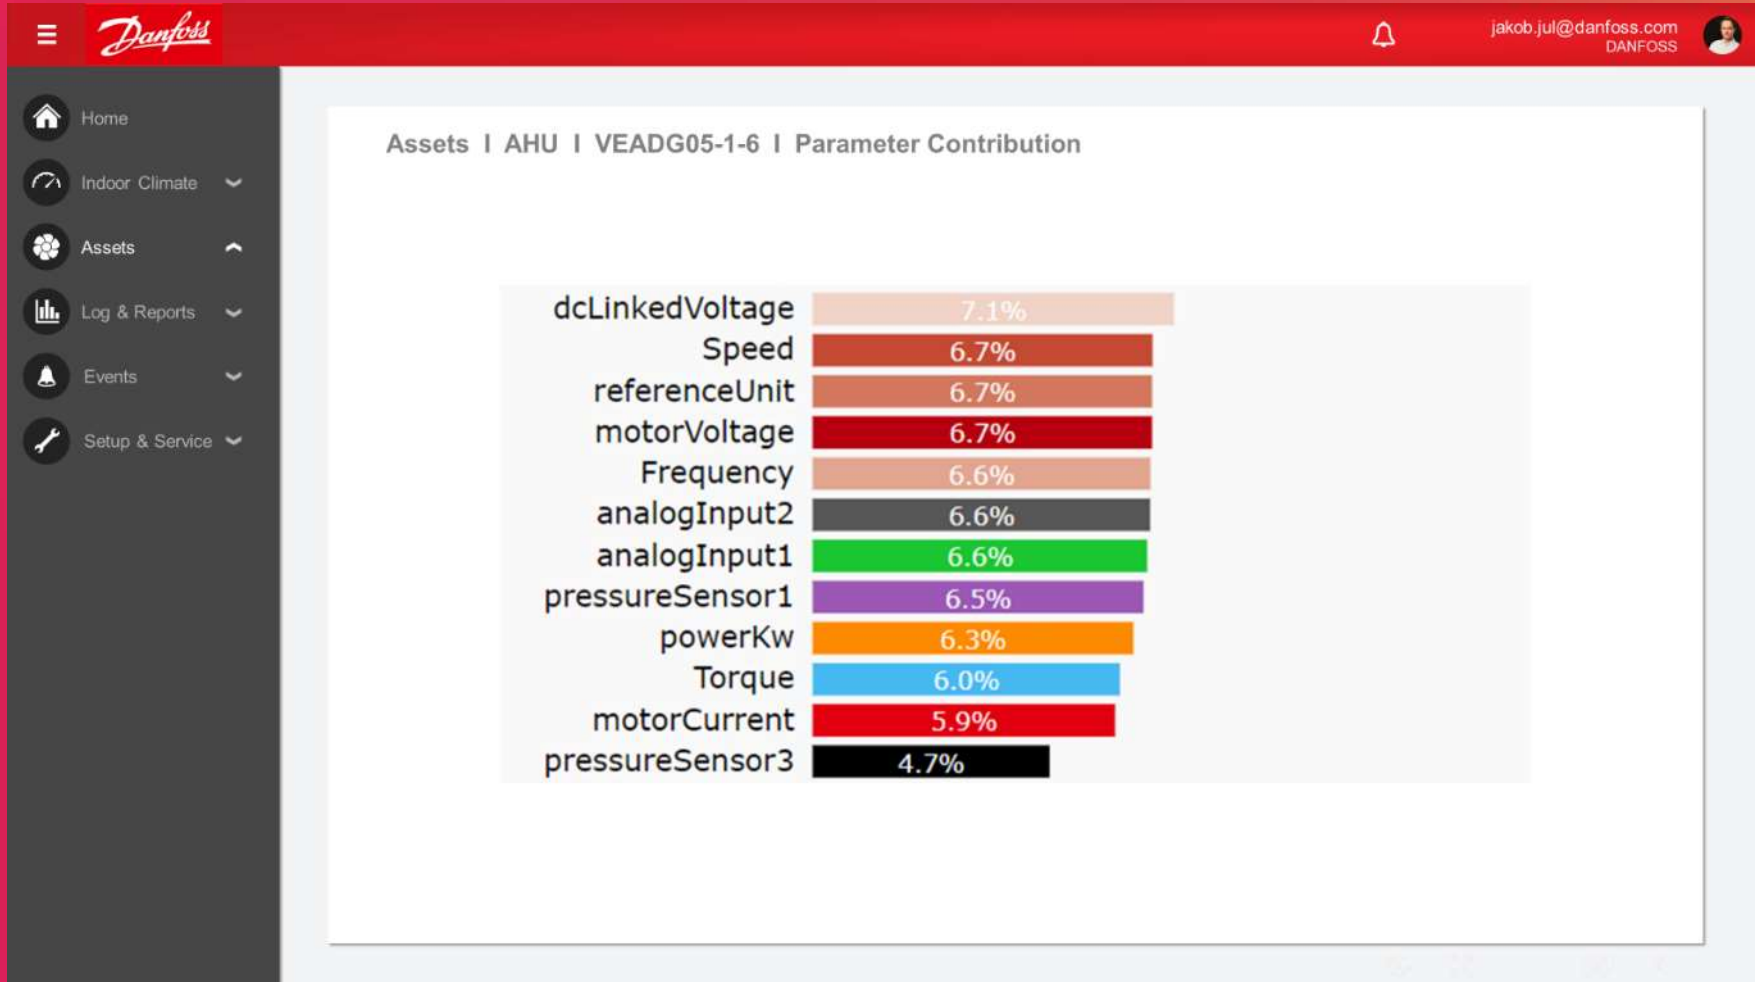 Danfoss
jakob.jul@danfoss.com
DANFOSS
Home
Indoor Climate
Assets
Log & Reports
Events
Setup & Service
Assets I AHU I VEADG05-1-6 I Parameter Contribution
dcLinkedVoltage 7.1%
Speed 6.7%
referenceUnit 6.7%
motorVoltage 6.7%
Frequency 6.6%
analogInput2 6.6%
analogInput1 6.6%
pressureSensor1 6.5%
powerKw 6.3%
Torque 6.0%
motorCurrent 5.9%
pressureSensor3 4.7%